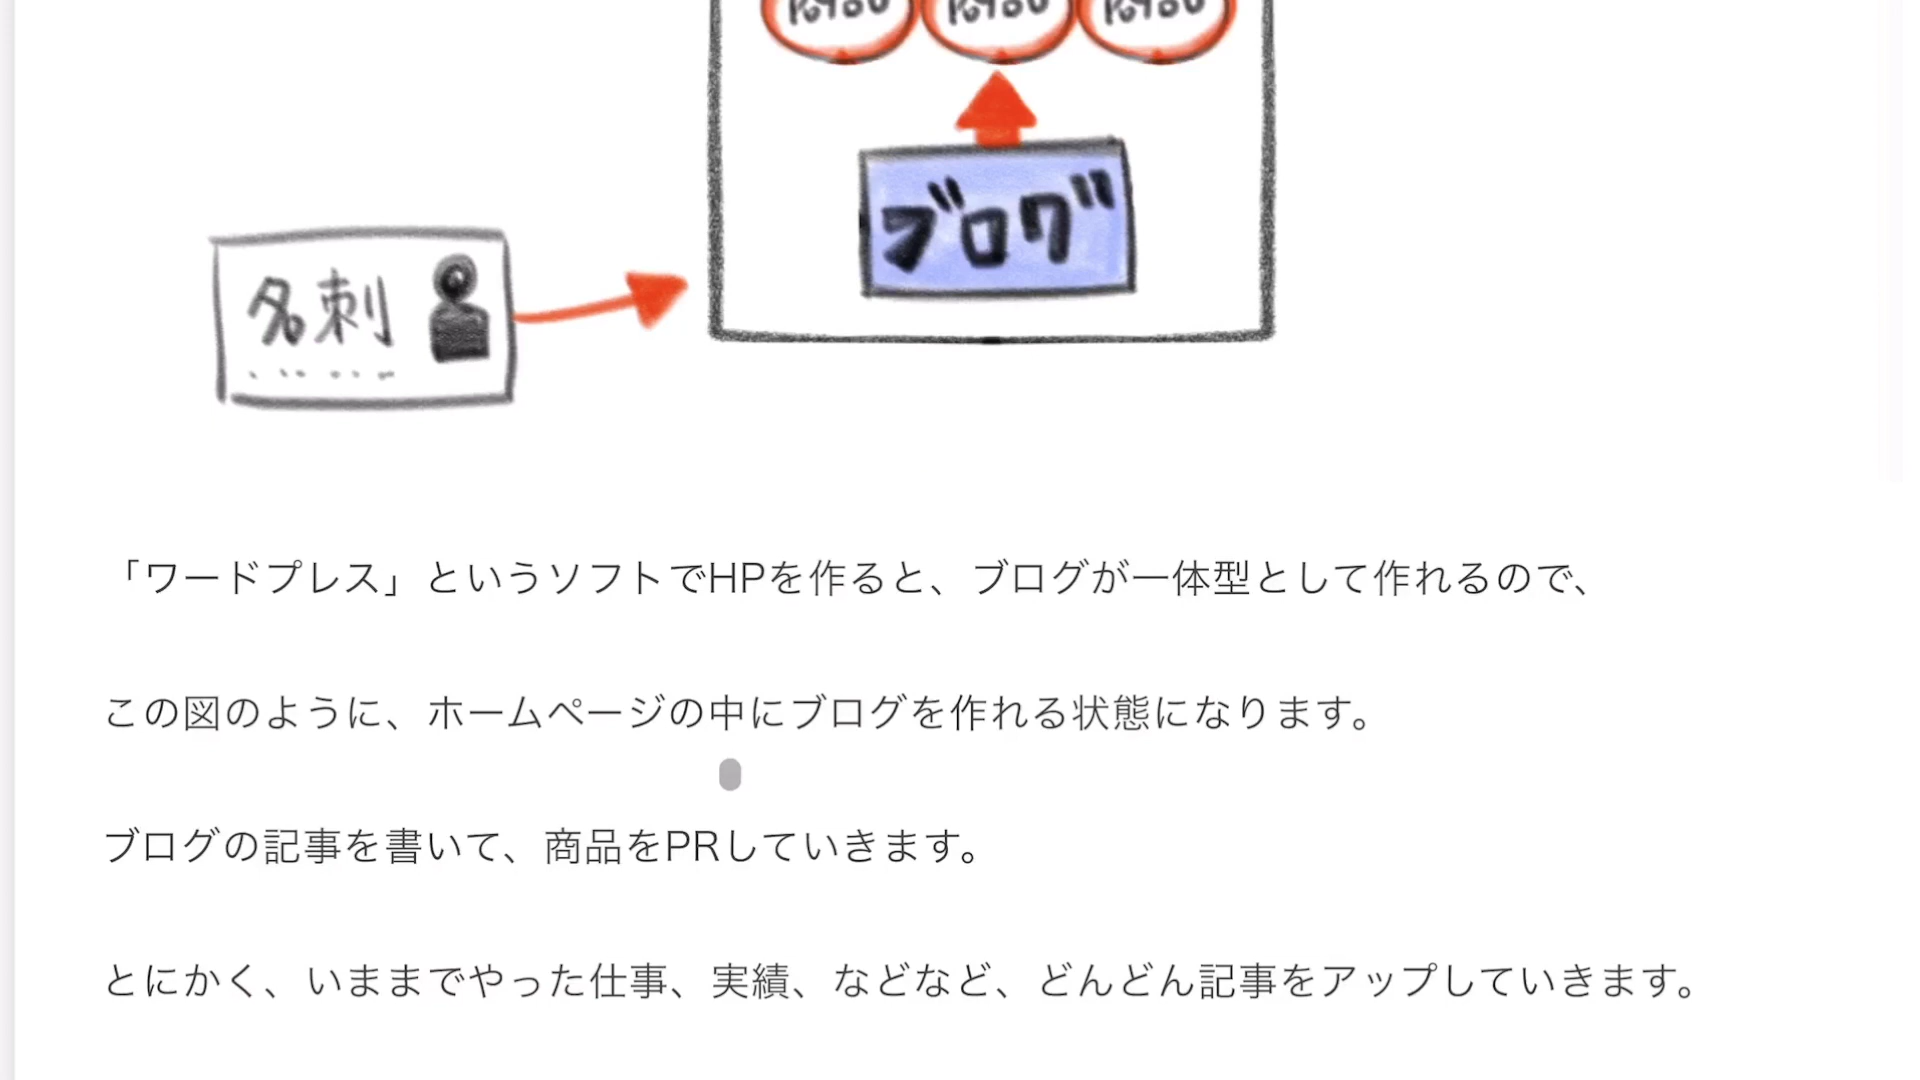 ブログ
名刺
「ワードプレス」というソフトでHPを作ると、ブログが一体型として作れるので、
この図のように、ホームページの中にブログを作れる状態になります。
ブログの記事を書いて、商品をPRしていきます。
とにかく、いままでやった仕事、実績、などなど、どんどん記事をアップしていきます。